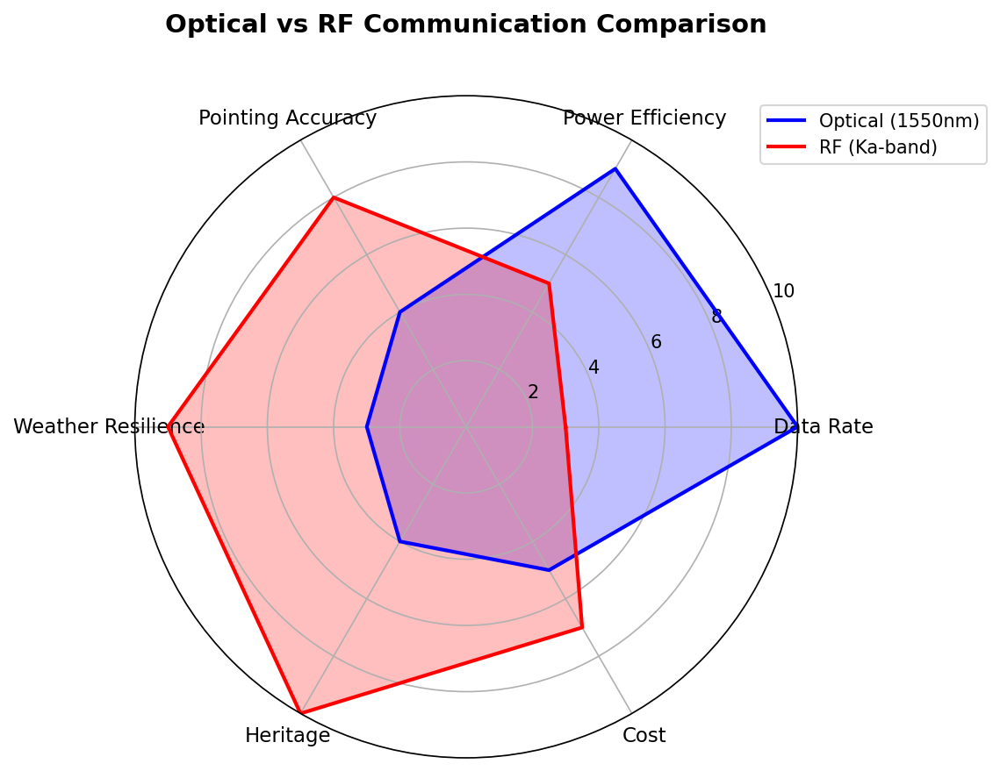 Optical vs RF Communication Comparison
Pointing Accuracy
Power Efficiency
Optical (1550nm)
RF (Ka-band)
10
8
6
4
2
Weather Resilience
Data Rate
Heritage
Cost